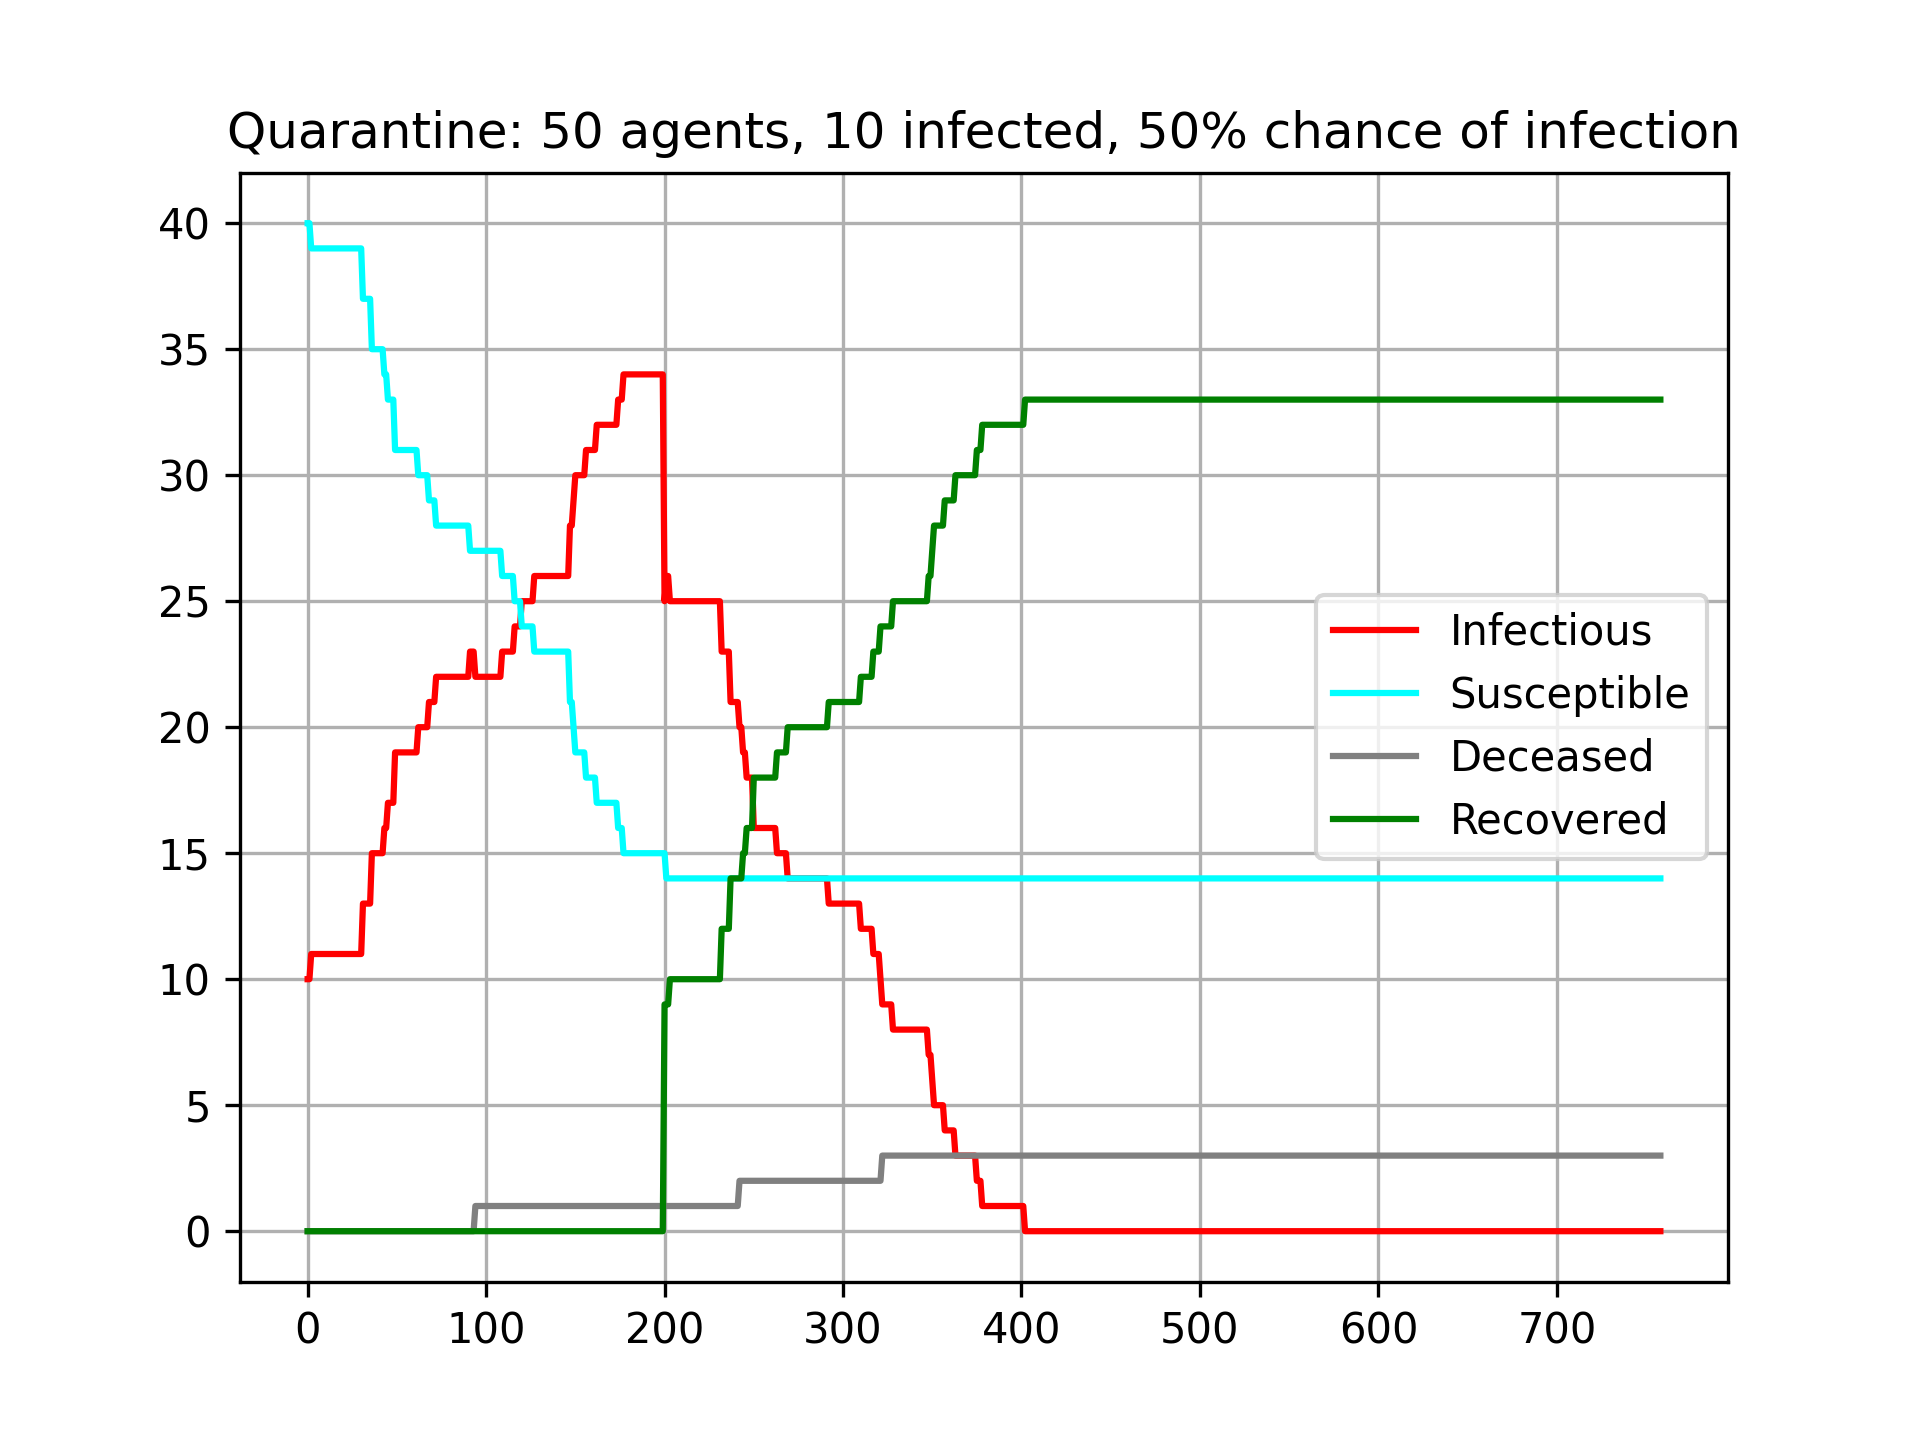 Quarantine: 50 agents, 10 infected, 50% chance of infection
40
35
30
25
20
15
10
5
0
Infectious
Susceptible
Deceased
Recovered
0 100 200 300 400 500 600 700